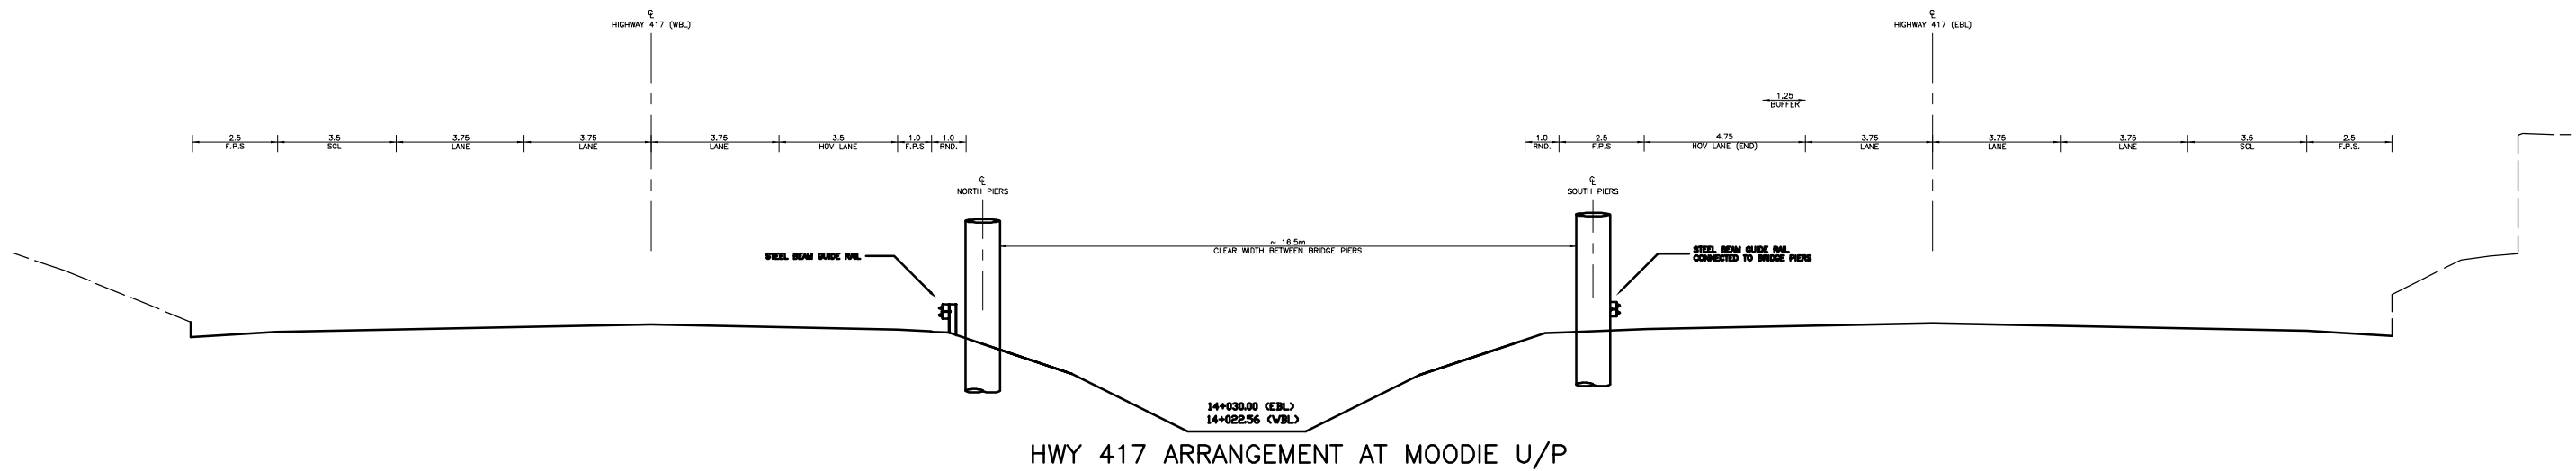 ℄
HIGHWAY 417 (WBL)
℄
HIGHWAY 417 (EBL)
1.25
BUFFER
2.5
F.P.S
3.5
SCL
3.75
LANE
3.75
LANE
3.75
LANE
3.5
HOV LANE
1.0
F.P.S
1.0
RND.
1.0
RND.
2.5
F.P.S
4.75
HOV LANE (END)
3.75
LANE
3.75
LANE
3.75
LANE
3.5
SCL
2.5
F.P.S.
℄
NORTH PIERS
℄
SOUTH PIERS
~ 16.5m
CLEAR WIDTH BETWEEN BRIDGE PIERS
STEEL BEAM GUIDE RAIL
STEEL BEAM GUIDE RAIL
CONNECTED TO BRIDGE PIERS
14+030.00 (EBL)
14+022.56 (WBL)
HWY 417 ARRANGEMENT AT MOODIE U/P